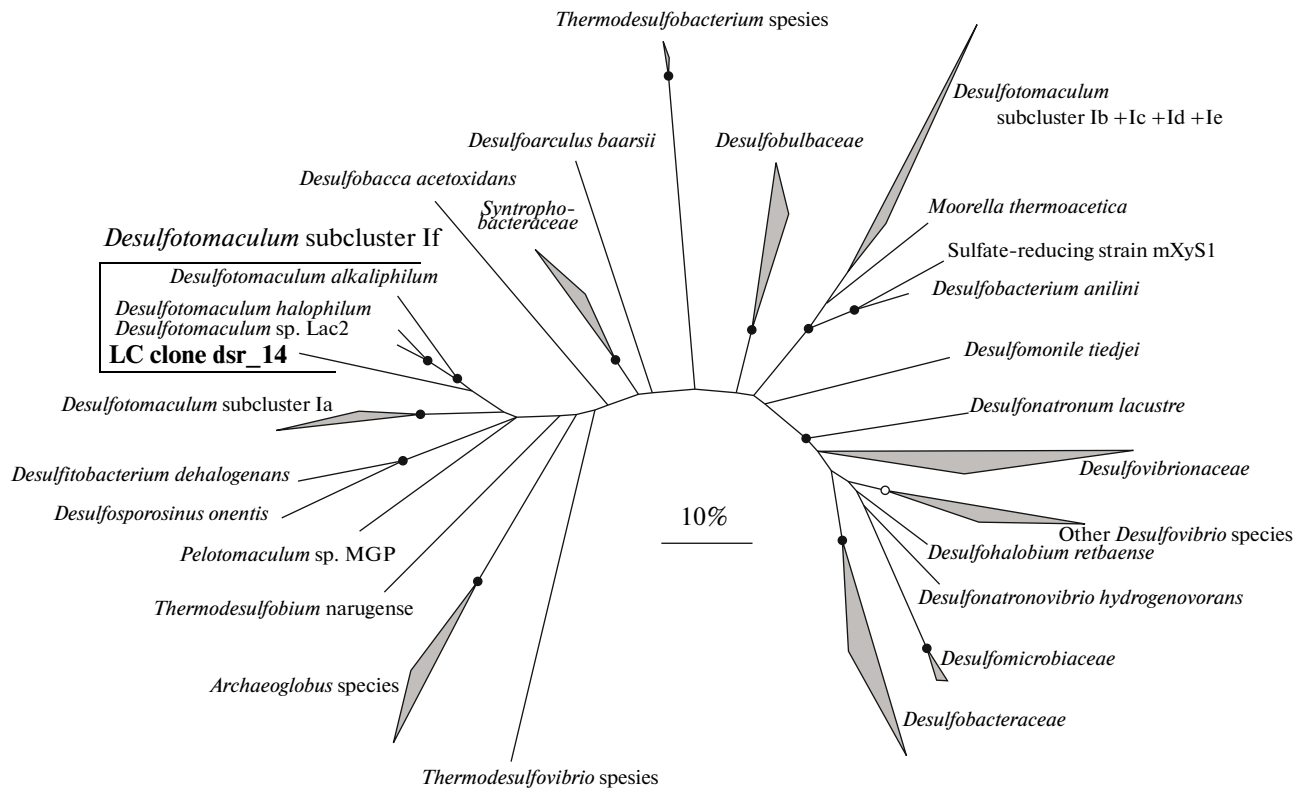 Thermodesulfobacterium spesies
Desulfotomaculum
subcluster Ib +Ic +Id +Ie
Desulfoarculus baarsii
Desulfobulbaceae
Desulfobacca acetoxidans
Syntropho-
bacteraceae
Moorella thermoacetica
Desulfotomaculum subcluster If
Sulfate-reducing strain mXyS1
Desulfotomaculum alkaliphilum
Desulfobacterium anilini
Desulfotomaculum halophilum
Desulfotomaculum sp. Lac2
LC clone dsr_14
Desulfomonile tiedjei
Desulfotomaculum subcluster Ia
Desulfonatronum lacustre
Desulfovibrionaceae
Desulfitobacterium dehalogenans
Desulfosporosinus onentis
10%
Other Desulfovibrio species
Pelotomaculum sp. MGP
Desulfohalobium retbaense
Thermodesulfobium narugense
Desulfonatronovibrio hydrogenovorans
Desulfomicrobiaceae
Archaeoglobus species
Desulfobacteraceae
Thermodesulfovibrio spesies